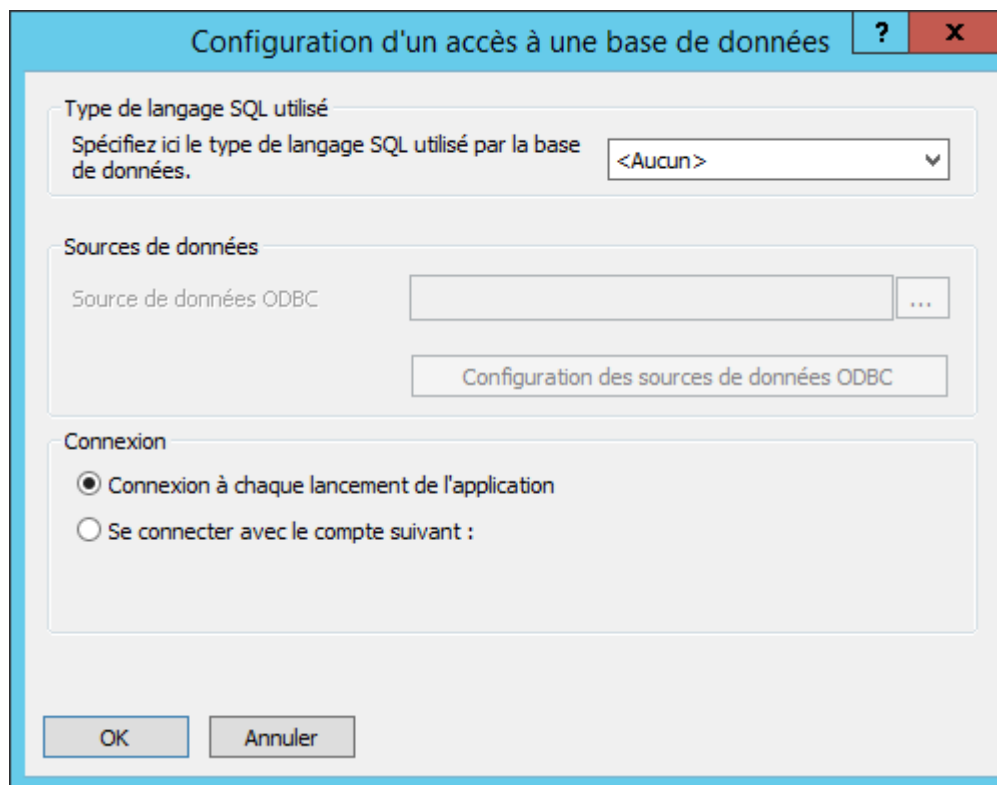 Configuration d'un accès à une base de données
?
x
Type de langage SQL utilisé
Spécifiez ici le type de langage SQL utilisé par la base
de données.
<Aucun>
Sources de données
Source de données ODBC
...
Configuration des sources de données ODBC
Connexion
Connexion à chaque lancement de l'application
Se connecter avec le compte suivant :
OK
Annuler